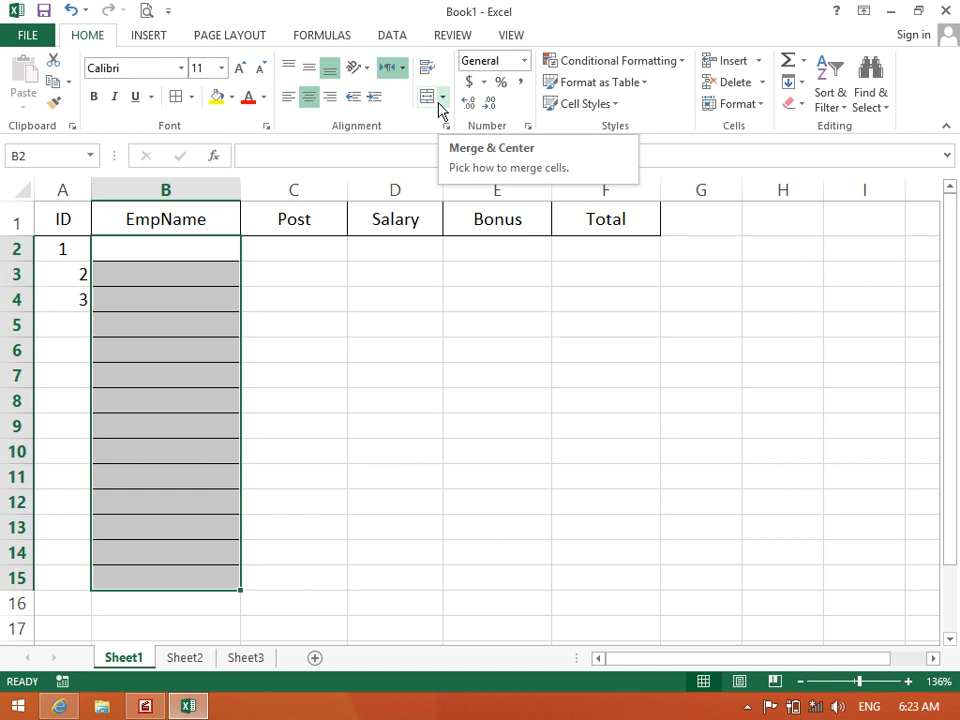 Book1 - Excel
?
Sign in
FILE HOME INSERT PAGE LAYOUT FORMULAS DATA REVIEW VIEW
Paste
Clipboard
Calibri 11
B I U A
Font
Alignment
General
$ % ,
Number
Conditional Formatting
Format as Table
Cell Styles
Styles
Insert
Delete
Format
Cells
Sort & Filter
Find & Select
Editing
B2
fx
Merge & Center
Pick how to merge cells.
A B C D E F G H I
1 ID EmpName Post Salary Bonus Total
2 1
3 2
4 3
5
6
7
8
9
10
11
12
13
14
15
16
17
Sheet1 Sheet2 Sheet3
READY
136%
ENG
6:23 AM